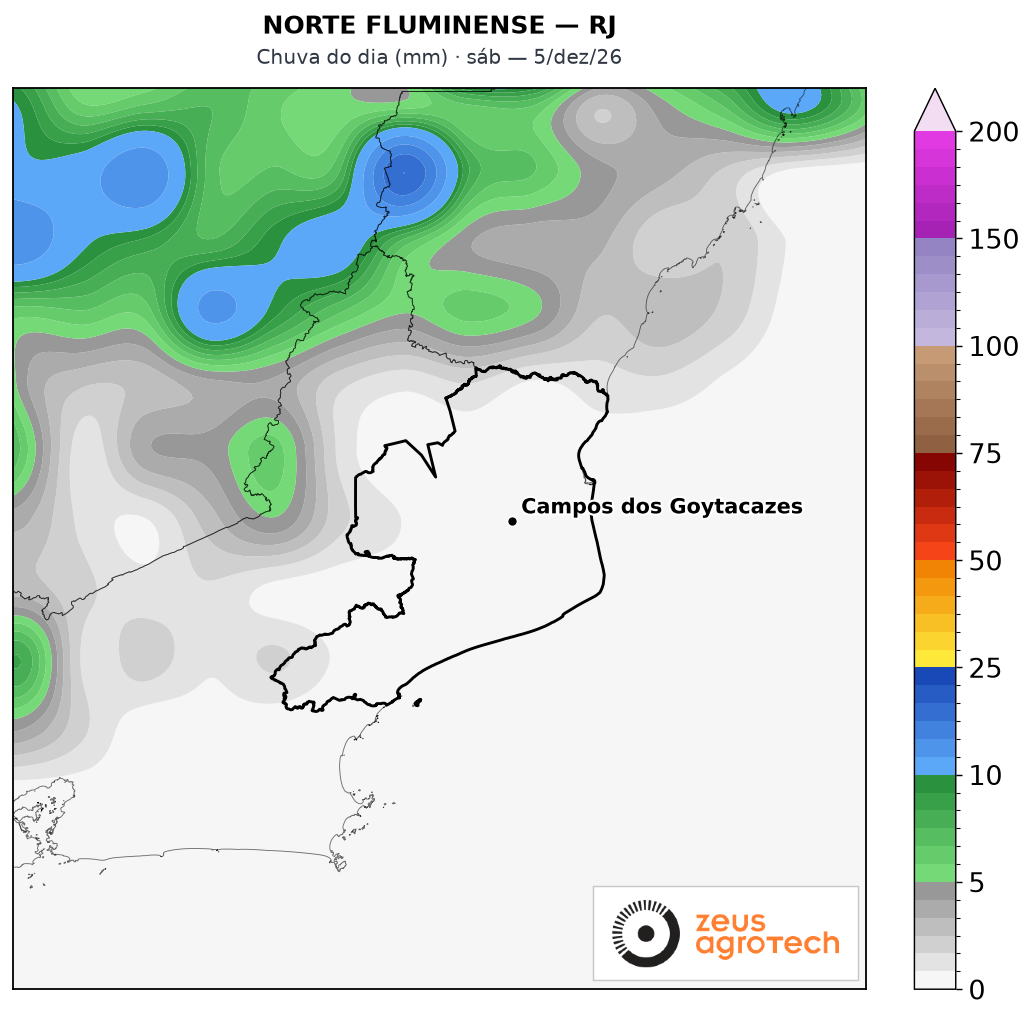 NORTE FLUMINENSE — RJ
Chuva do dia (mm) · sáb — 5/dez/26
200
150
100
75
50
25
10
5
0
Campos dos Goytacazes
zeus
agrotech